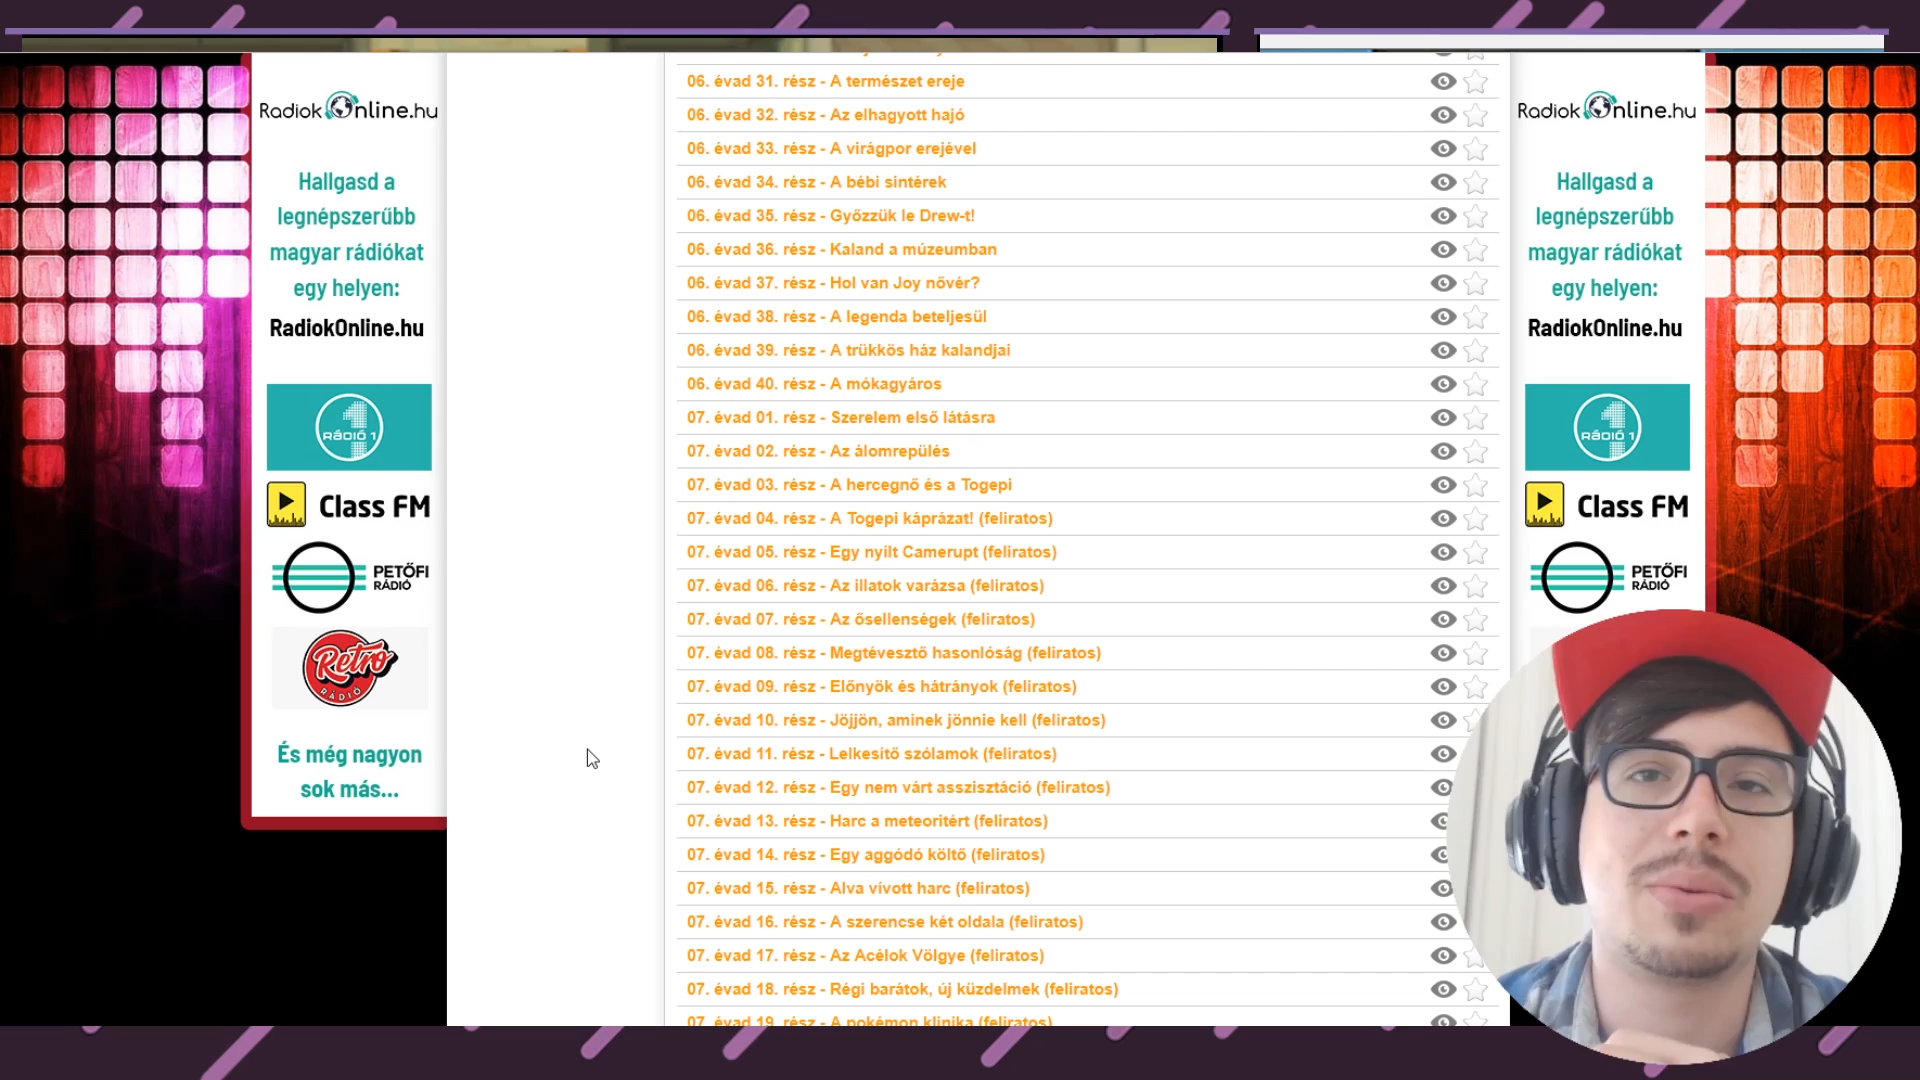 RadiokOnline.hu
Hallgasd a
legnépszerűbb
magyar rádiókat
egy helyen:
RadiokOnline.hu
1
RÁDIÓ 1
Class FM
PETŐFI
RÁDIÓ
Retro
RÁDIÓ
És még nagyon
sok más...
06. évad 31. rész - A természet ereje
06. évad 32. rész - Az elhagyott hajó
06. évad 33. rész - A virágpor erejével
06. évad 34. rész - A bébi sintérek
06. évad 35. rész - Győzzük le Drew-t!
06. évad 36. rész - Kaland a múzeumban
06. évad 37. rész - Hol van Joy nővér?
06. évad 38. rész - A legenda beteljesül
06. évad 39. rész - A trükkös ház kalandjai
06. évad 40. rész - A mókagyáros
07. évad 01. rész - Szerelem első látásra
07. évad 02. rész - Az álomrepülés
07. évad 03. rész - A hercegnő és a Togepi
07. évad 04. rész - A Togepi káprázat! (feliratos)
07. évad 05. rész - Egy nyílt Camerupt (feliratos)
07. évad 06. rész - Az illatok varázsa (feliratos)
07. évad 07. rész - Az ősellenségek (feliratos)
07. évad 08. rész - Megtévesztő hasonlóság (feliratos)
07. évad 09. rész - Előnyök és hátrányok (feliratos)
07. évad 10. rész - Jöjjön, aminek jönnie kell (feliratos)
07. évad 11. rész - Lelkesítő szólamok (feliratos)
07. évad 12. rész - Egy nem várt asszisztáció (feliratos)
07. évad 13. rész - Harc a meteoritért (feliratos)
07. évad 14. rész - Egy aggódó költő (feliratos)
07. évad 15. rész - Alva vívott harc (feliratos)
07. évad 16. rész - A szerencse két oldala (feliratos)
07. évad 17. rész - Az Acélok Völgye (feliratos)
07. évad 18. rész - Régi barátok, új küzdelmek (feliratos)
07. évad 19. rész - A pokémon klinika (feliratos)
RadiokOnline.hu
Hallgasd a
legnépszerűbb
magyar rádiókat
egy helyen:
RadiokOnline.hu
1
RÁDIÓ 1
Class FM
PETŐFI
RÁDIÓ